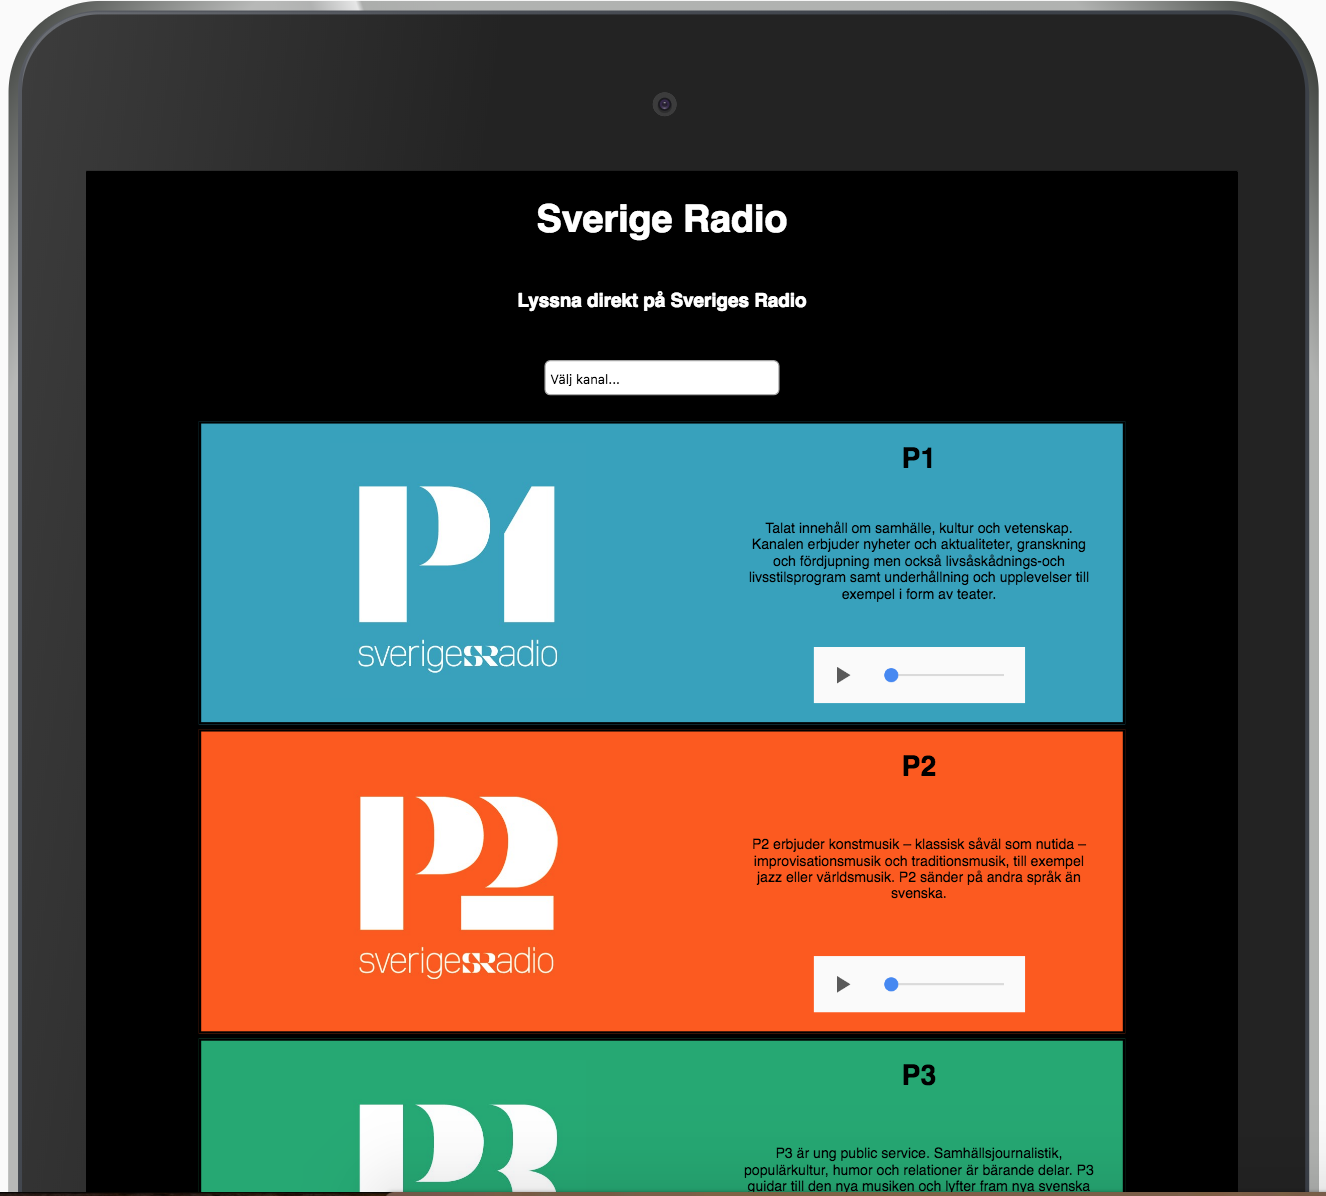 Sverige Radio
Lyssna direkt på Sveriges Radio
Välj kanal...
P1
sverigesSRadio
P1
Talat innehåll om samhälle, kultur och vetenskap.
Kanalen erbjuder nyheter och aktualiteter, granskning
och fördjupning men också livsåskådnings-och
livsstilsprogram samt underhållning och upplevelser till
exempel i form av teater.
P2
sverigesSRadio
P2
P2 erbjuder konstmusik – klassisk såväl som nutida –
improvisationsmusik och traditionsmusik, till exempel
jazz eller världsmusik. P2 sänder på andra språk än
svenska.
P3
P3
P3 är ung public service. Samhällsjournalistik,
populärkultur, humor och relationer är bärande delar. P3
guidar till den nya musiken och lyfter fram nya svenska